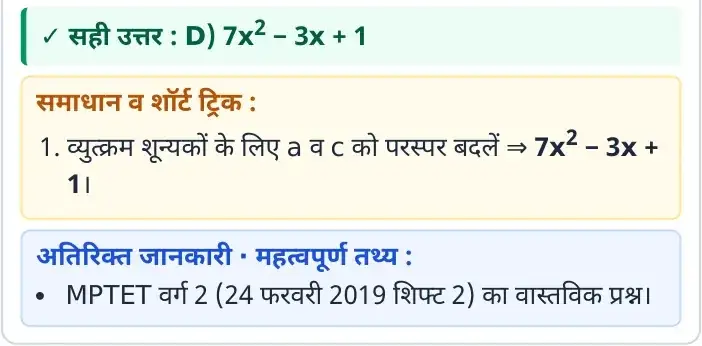 ✓ सही उत्तर : D) 7x² − 3x + 1
समाधान व शॉर्ट ट्रिक :
1. व्युत्क्रम शून्यकों के लिए a व c को परस्पर बदलें ⇒ 7x² − 3x +
1।
अतिरिक्त जानकारी · महत्वपूर्ण तथ्य :
• MPTET वर्ग 2 (24 फरवरी 2019 शिफ्ट 2) का वास्तविक प्रश्न।